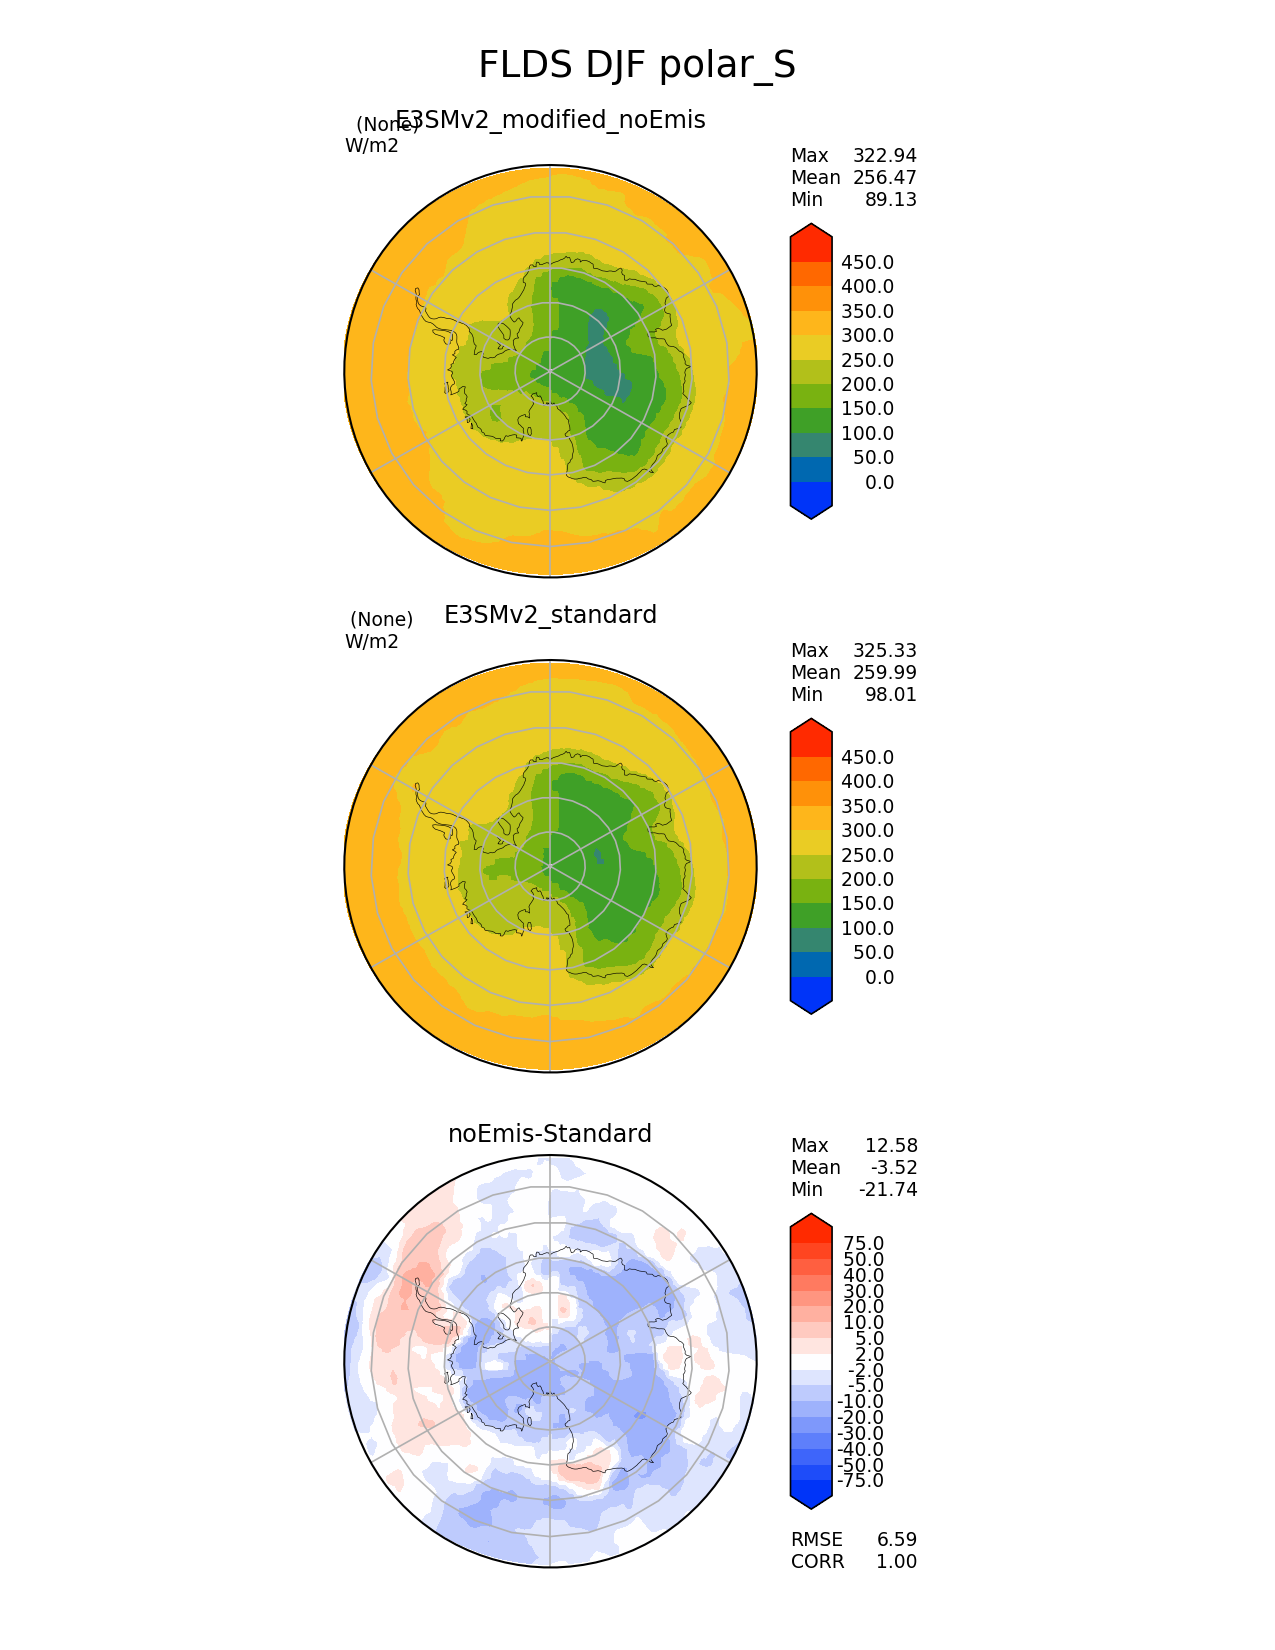 FLDS DJF polar_S
E3SMv2_modified_noEmis
(None)
W/m2
Max 322.94
Mean 256.47
Min 89.13
450.0
400.0
350.0
300.0
250.0
200.0
150.0
100.0
50.0
0.0
E3SMv2_standard
(None)
W/m2
Max 325.33
Mean 259.99
Min 98.01
450.0
400.0
350.0
300.0
250.0
200.0
150.0
100.0
50.0
0.0
noEmis-Standard
Max 12.58
Mean -3.52
Min -21.74
75.0
50.0
40.0
30.0
20.0
10.0
5.0
2.0
-2.0
-5.0
-10.0
-20.0
-30.0
-40.0
-50.0
-75.0
RMSE 6.59
CORR 1.00